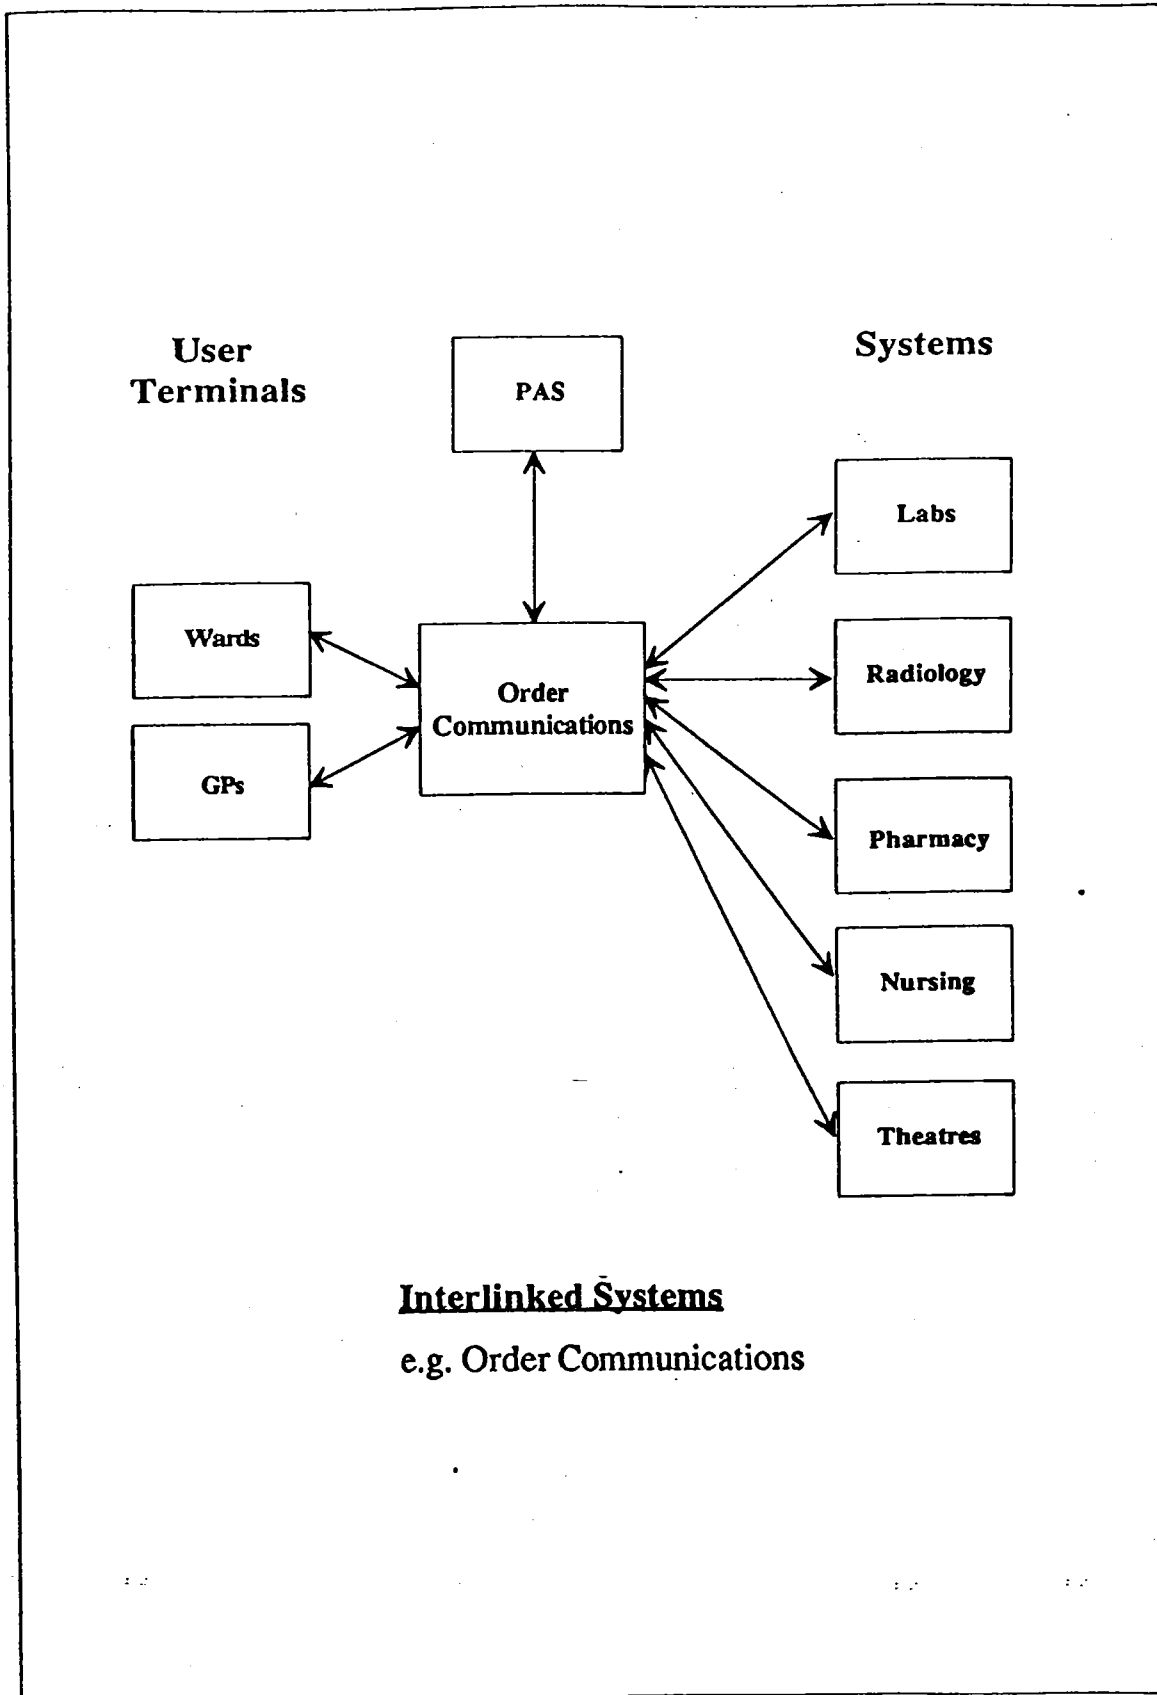 User
Terminals
PAS
Systems
Labs
Wards
Radiology
Order
Communications
GPs
Pharmacy
Nursing
Theatres
Interlinked Systems
e.g. Order Communications